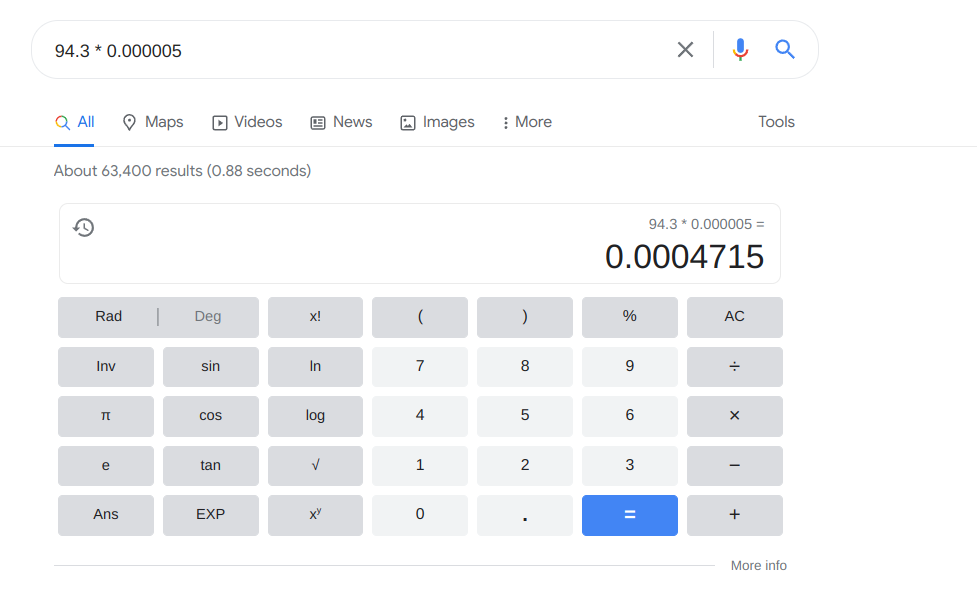 94.3 * 0.000005
All Maps Videos News Images More Tools
About 63,400 results (0.88 seconds)
94.3 * 0.000005 =
0.0004715
Rad Deg x! ( ) % AC
Inv sin ln 7 8 9 ÷
π cos log 4 5 6 ×
e tan √ 1 2 3 −
Ans EXP xʸ 0 . = +
More info